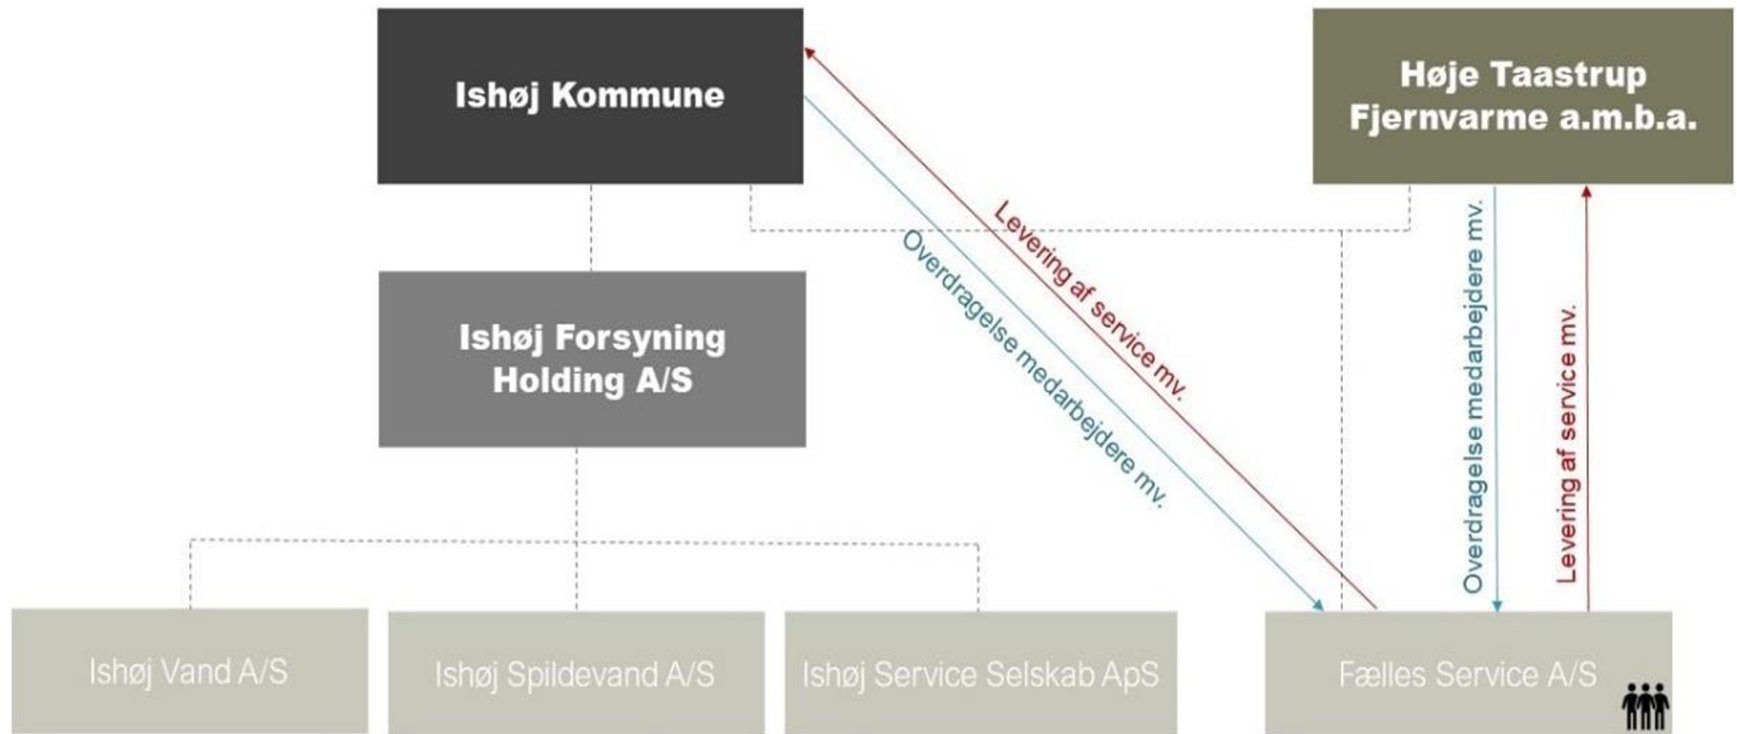 Ishøj Kommune
Høje Taastrup
Fjernvarme a.m.b.a.
Levering af service mv.
Overdragelse medarbejdere mv.
Overdragelse medarbejdere mv.
Levering af service mv.
Ishøj Forsyning
Holding A/S
Ishøj Vand A/S
Ishøj Spildevand A/S
Ishøj Service Selskab ApS
Fælles Service A/S